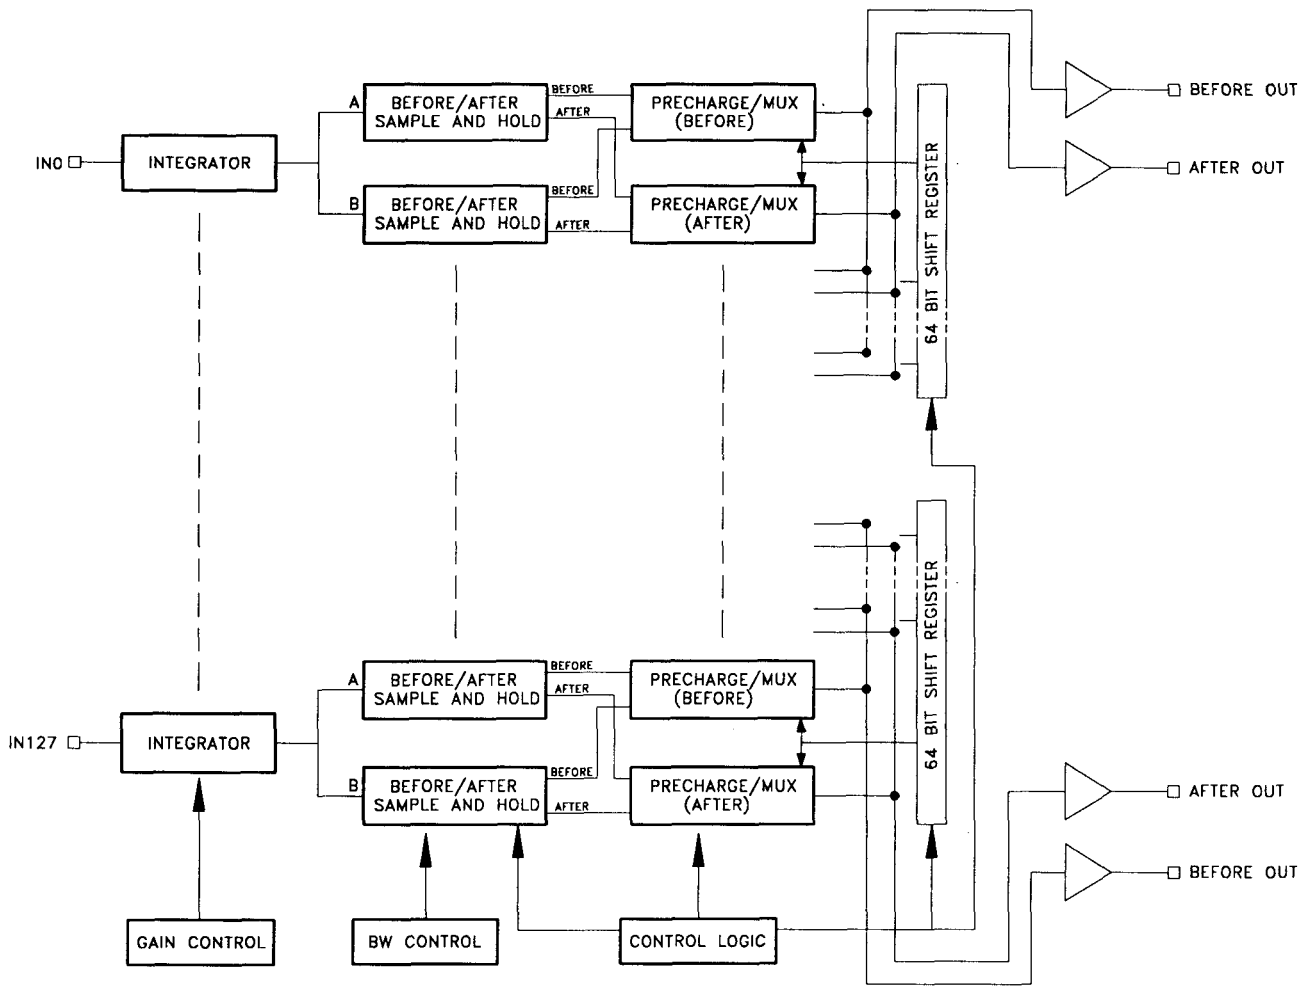 BEFORE OUT
AFTER OUT
IN0
INTEGRATOR
A
BEFORE/AFTER
SAMPLE AND HOLD
BEFORE
AFTER
PRECHARGE/MUX
(BEFORE)
B
BEFORE/AFTER
SAMPLE AND HOLD
BEFORE
AFTER
PRECHARGE/MUX
(AFTER)
64 BIT SHIFT REGISTER
64 BIT SHIFT REGISTER
IN127
INTEGRATOR
A
BEFORE/AFTER
SAMPLE AND HOLD
BEFORE
AFTER
PRECHARGE/MUX
(BEFORE)
B
BEFORE/AFTER
SAMPLE AND HOLD
BEFORE
AFTER
PRECHARGE/MUX
(AFTER)
AFTER OUT
BEFORE OUT
GAIN CONTROL
BW CONTROL
CONTROL LOGIC